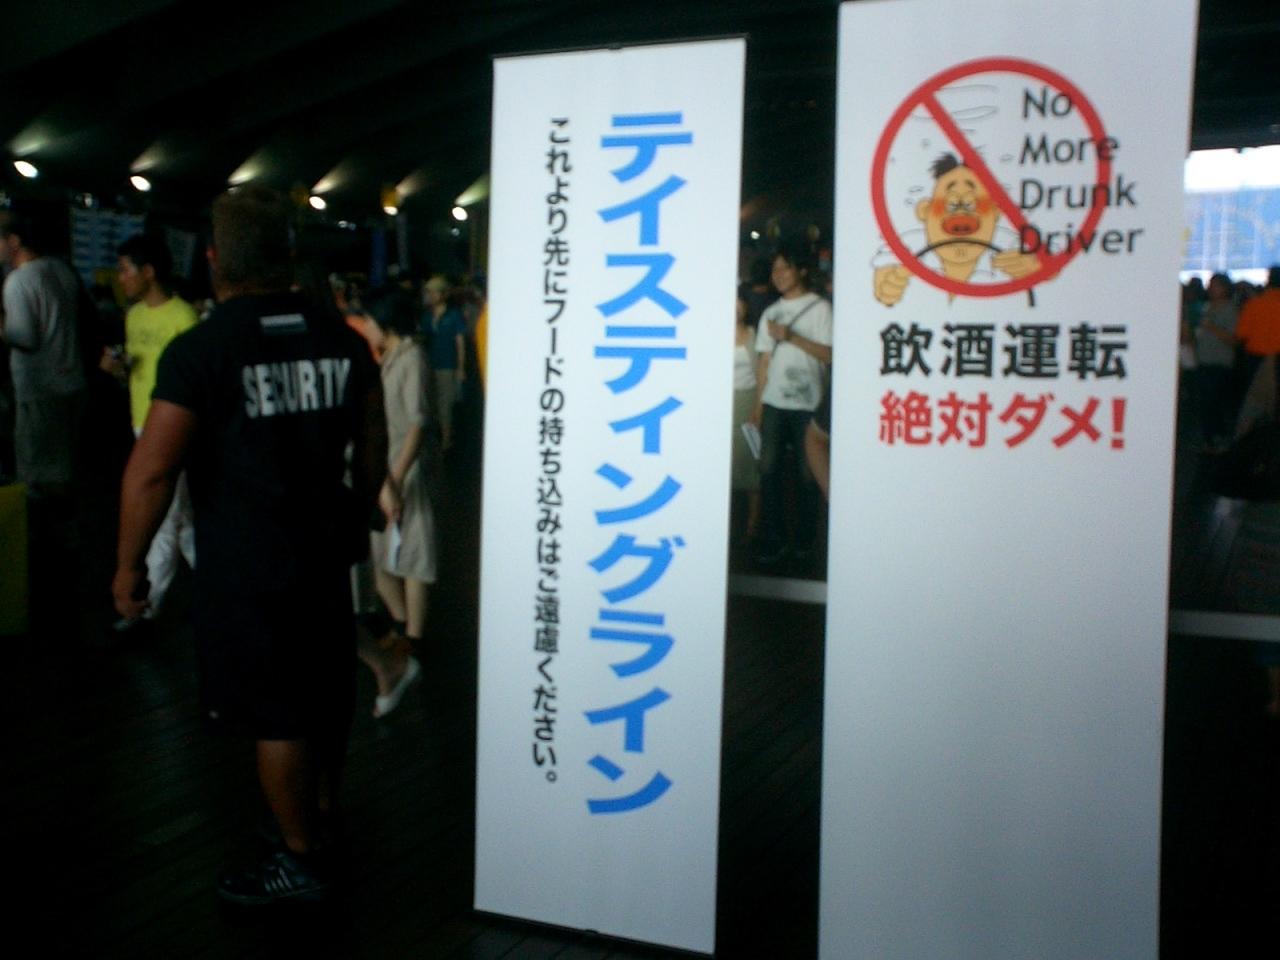 SECURITY
テイスティングライン
これより先にフードの持ち込みはご遠慮ください。
No
More
Drunk
Driver
飲酒運転
絶対ダメ!